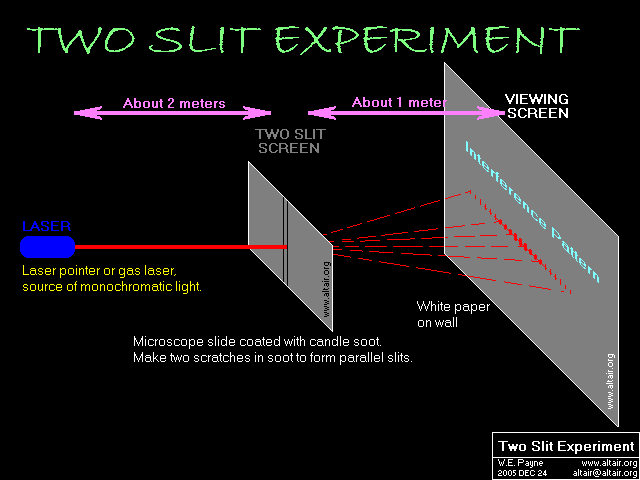 TWO SLIT EXPERIMENT
About 2 meters
About 1 meter
VIEWING
SCREEN
TWO SLIT
SCREEN
Interference Pattern
LASER
Laser pointer or gas laser,
source of monochromatic light.
www.altair.org
White paper
on wall
Microscope slide coated with candle soot.
Make two scratches in soot to form parallel slits.
www.altair.org
Two Slit Experiment
W.E. Payne www.altair.org
2005 DEC 24 altair@altair.org